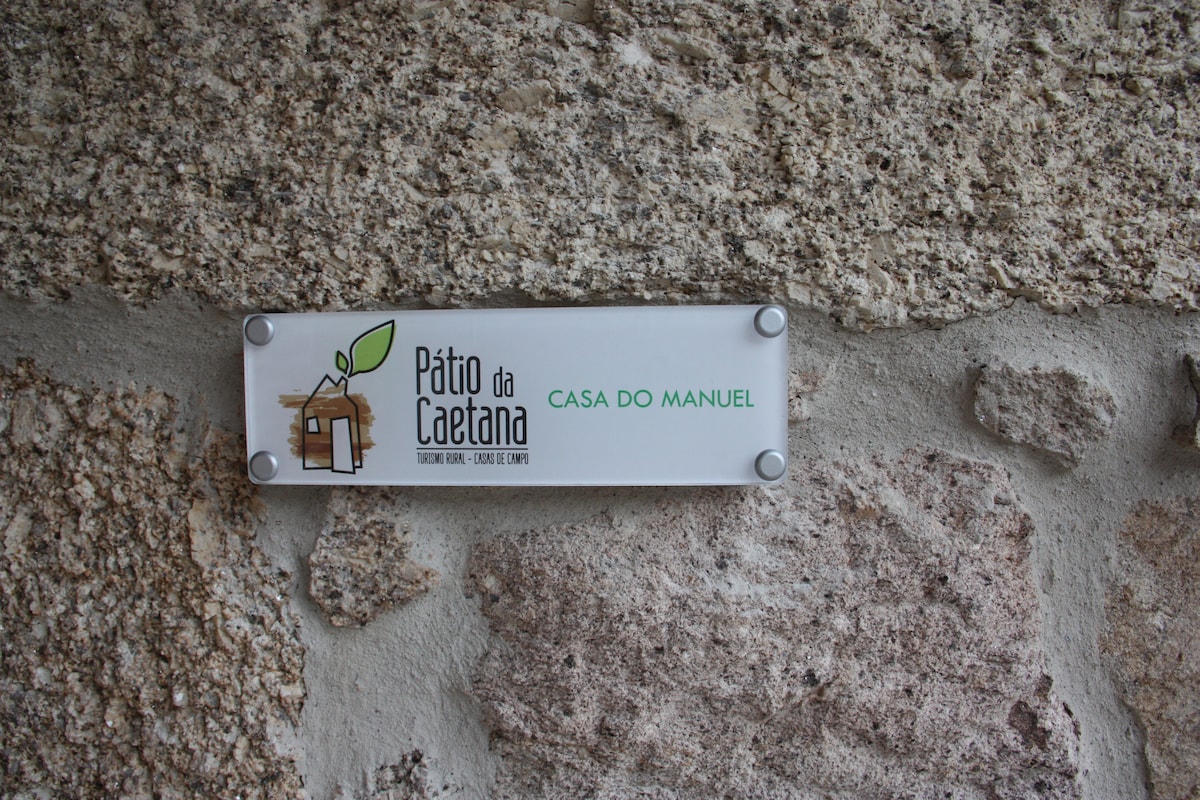 Pátio da
Caetana
TURISMO RURAL - CASAS DE CAMPO
CASA DO MANUEL